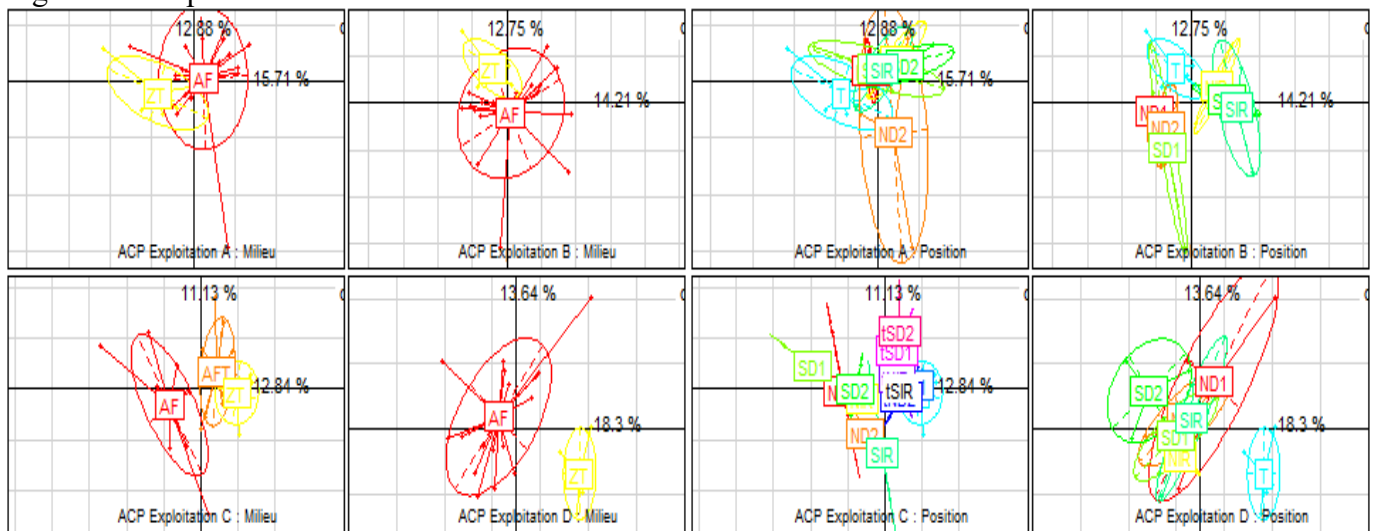 12.88 %
15.71 %
AF
ZT
ACP Exploitation A : Milieu
12.75 %
14.21 %
ZT
AF
ACP Exploitation B : Milieu
12.88 %
15.71 %
SIR
D2
T
ND2
ACP Exploitation A : Position
12.75 %
14.21 %
T
ND1
ND2
SD1
SIR
ACP Exploitation B : Position
11.13 %
12.84 %
AFT
ZT
AF
ACP Exploitation C : Milieu
13.64 %
18.3 %
AF
ZT
ACP Exploitation D : Milieu
11.13 %
12.84 %
tSD2
tSD1
SD1
SD2
tSIR
ND2
SIR
ACP Exploitation C : Position
13.64 %
18.3 %
ND1
SD2
SIR
SD1
NIR
T
ACP Exploitation D : Position